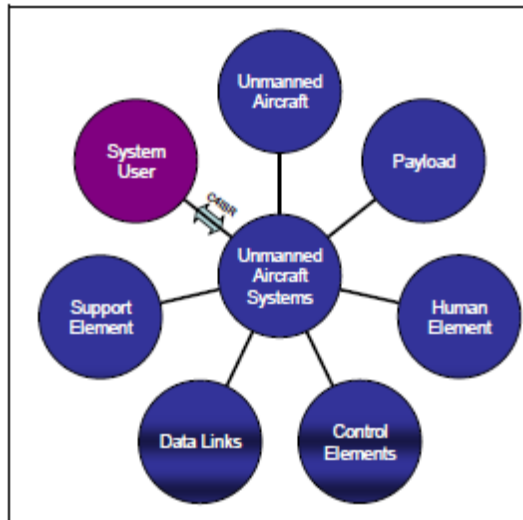 Unmanned
Aircraft
System
User
Payload
C4ISR
Unmanned
Aircraft
Systems
Support
Element
Human
Element
Data Links
Control
Elements